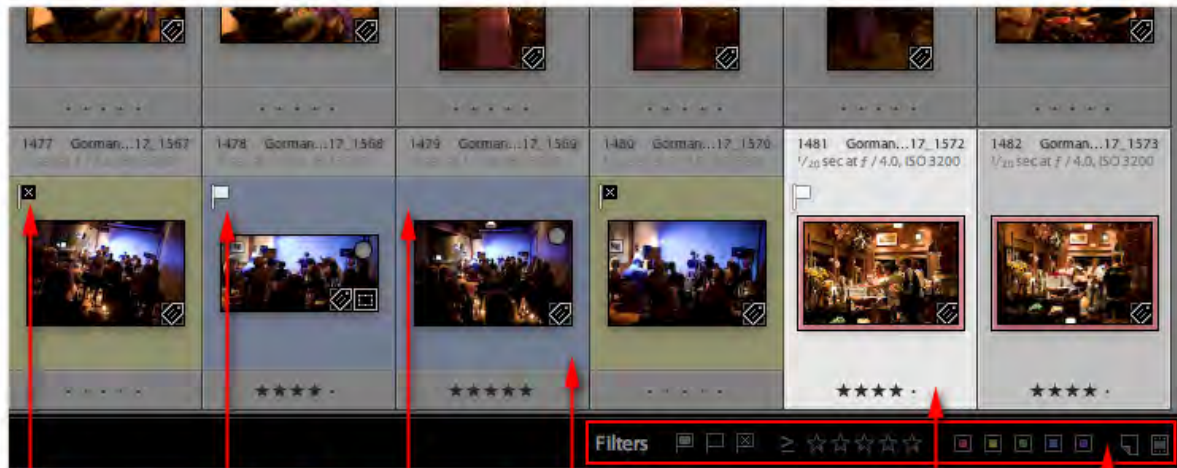 1477 Gorman...17_1567
1478 Gorman...17_1568
1479 Gorman...17_1569
1480 Gorman...17_1570
1481 Gorman...17_1572
1/20 sec at ƒ / 4.0, ISO 3200
1482 Gorman...17_1573
1/20 sec at ƒ / 4.0, ISO 3200
Filters